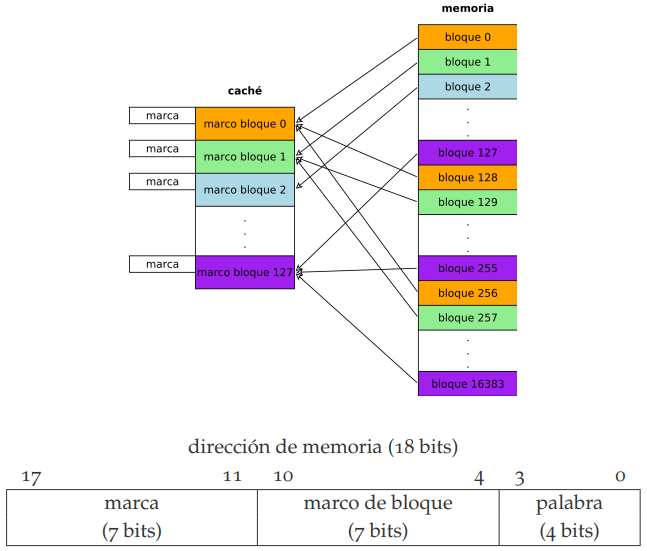 memoria
bloque 0
bloque 1
bloque 2
.
.
.
bloque 127
bloque 128
bloque 129
.
.
.
bloque 255
bloque 256
bloque 257
.
.
.
bloque 16383
caché
marca
marco bloque 0
marca
marco bloque 1
marca
marco bloque 2
.
.
.
marca
marco bloque 127
dirección de memoria (18 bits)
17 11 10 4 3 0
marca marco de bloque palabra
(7 bits) (7 bits) (4 bits)